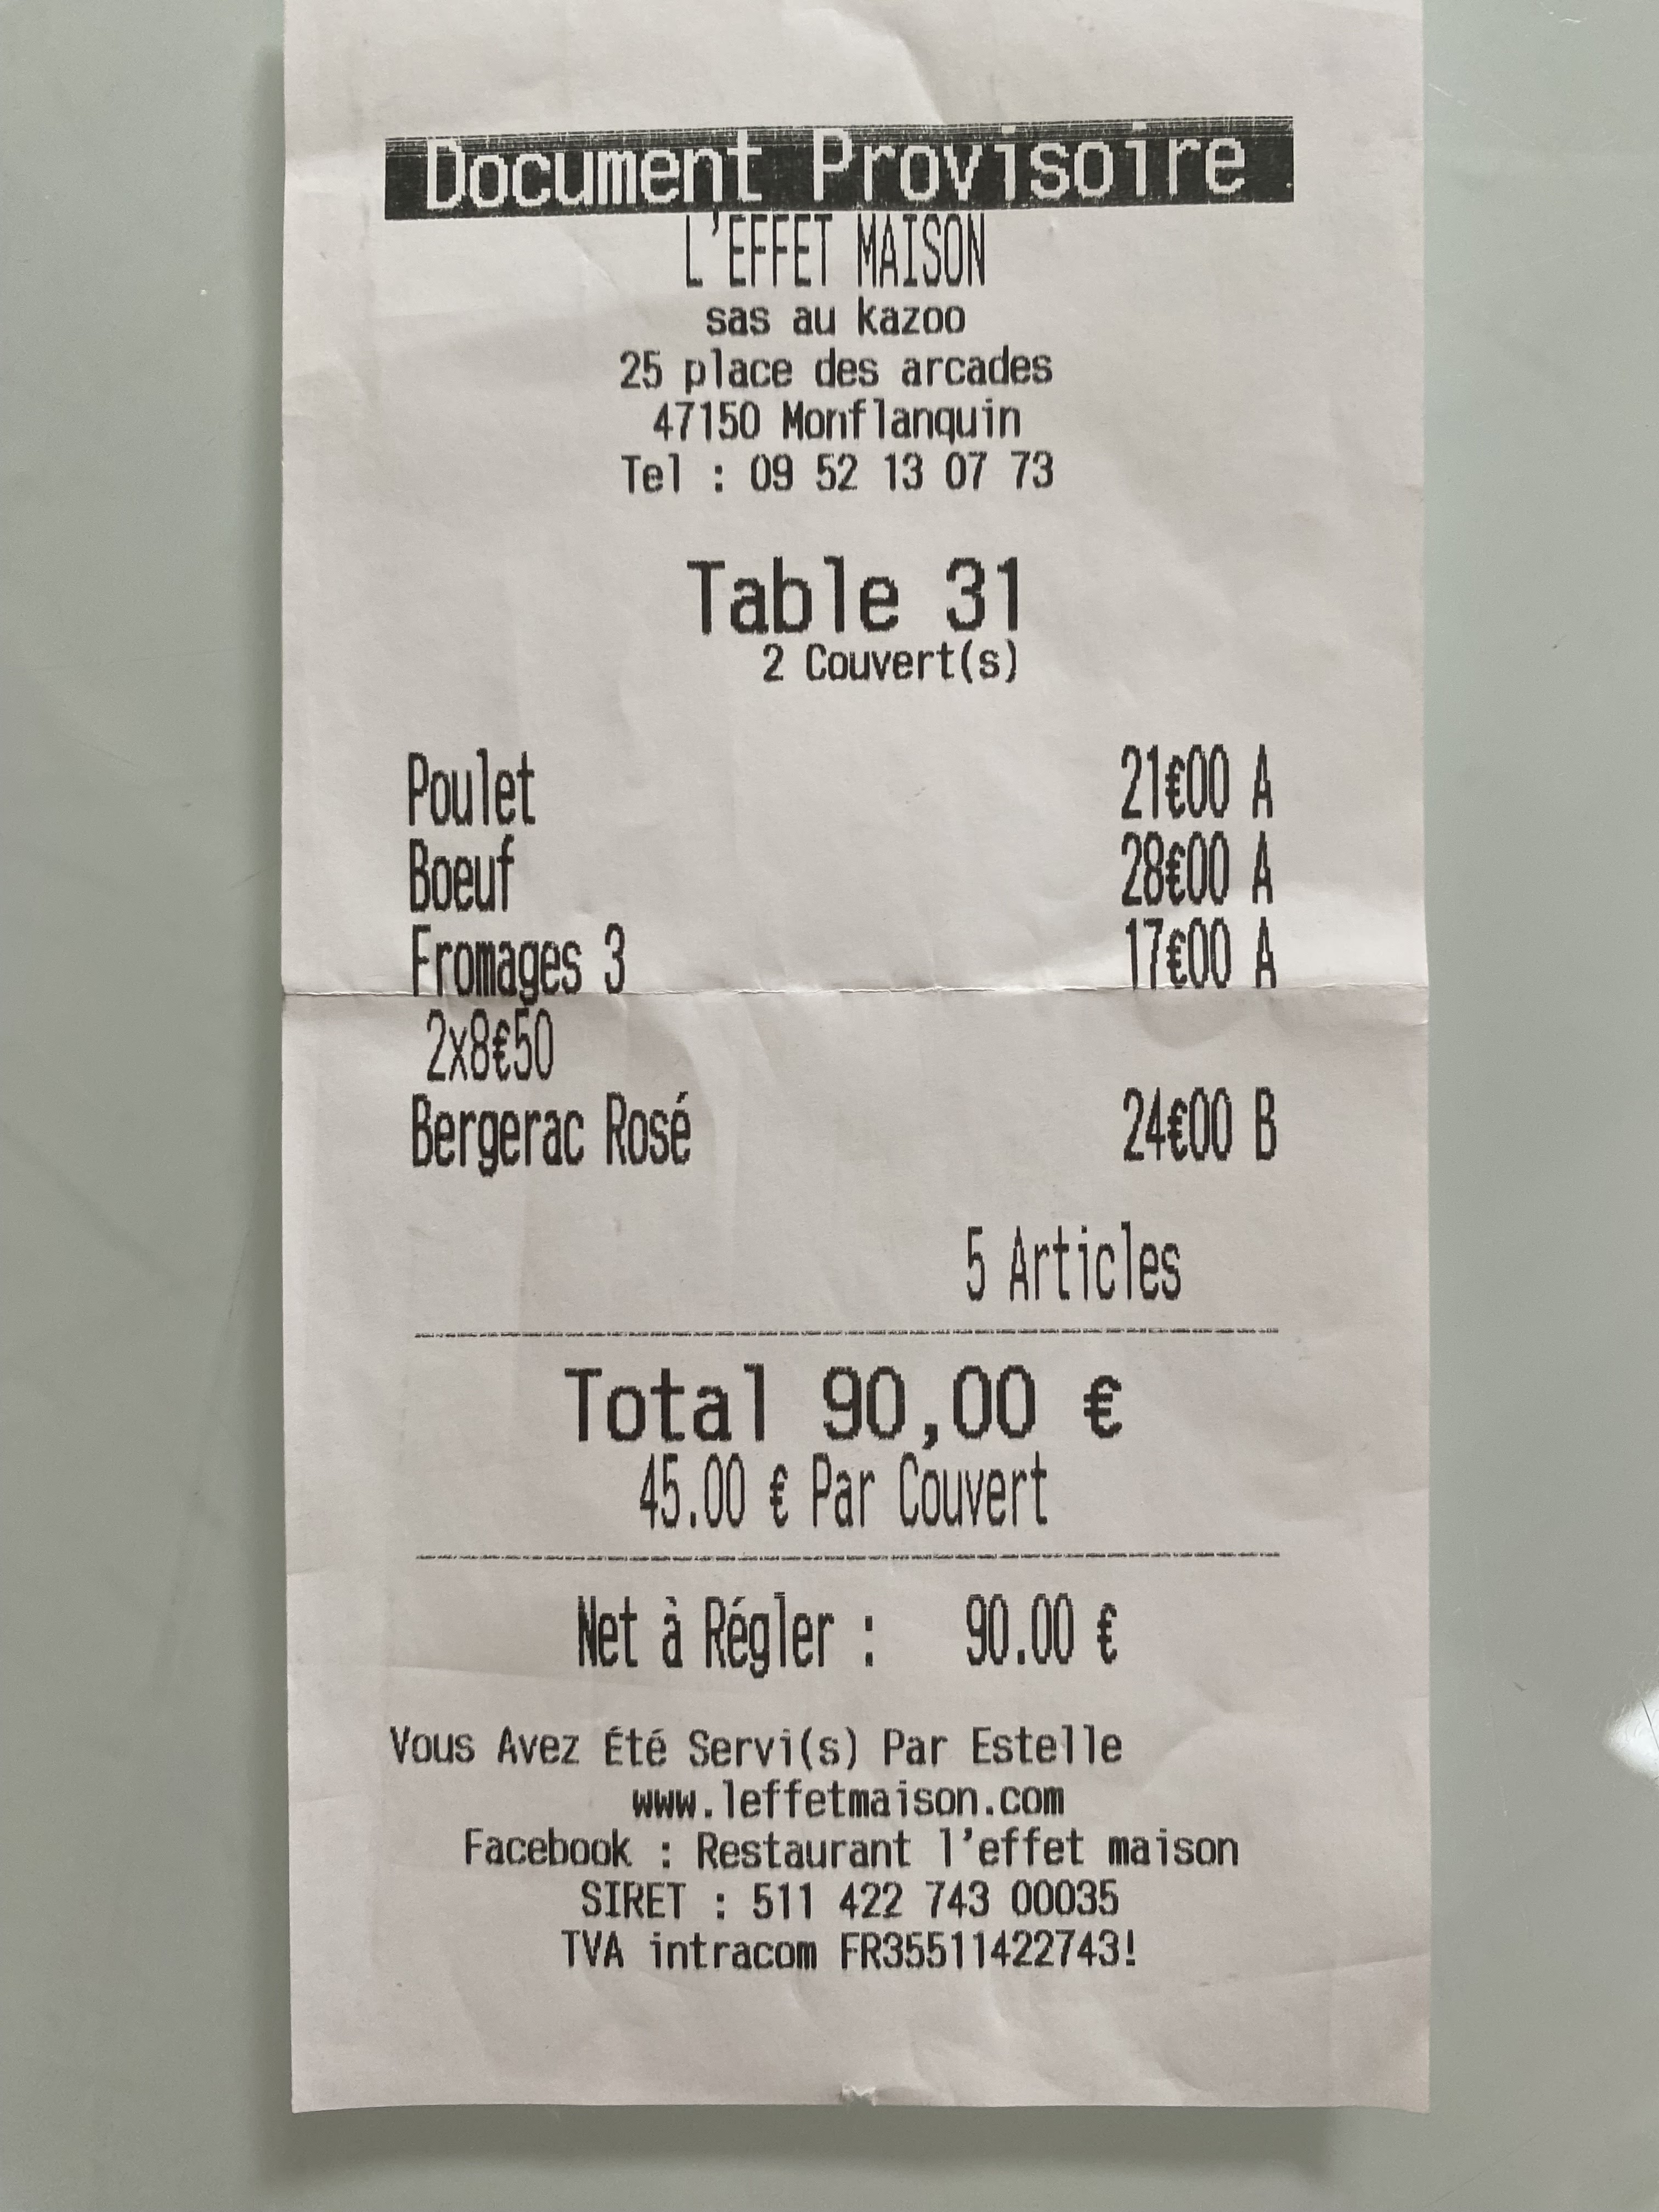 Document Provisoire
L'EFFET MAISON
sas au kazoo
25 place des arcades
47150 Monflanquin
Tel : 09 52 13 07 73
Table 31
2 Couvert(s)
Poulet 21€00 A
Boeuf 28€00 A
Fromages 3 17€00 A
2x8€50
Bergerac Rosé 24€00 B
5 Articles
Total 90,00 €
45.00 € Par Couvert
Net à Régler : 90.00 €
Vous Avez Été Servi(s) Par Estelle
www.leffetmaison.com
Facebook : Restaurant l'effet maison
SIRET : 511 422 743 00035
TVA intracom FR35511422743!